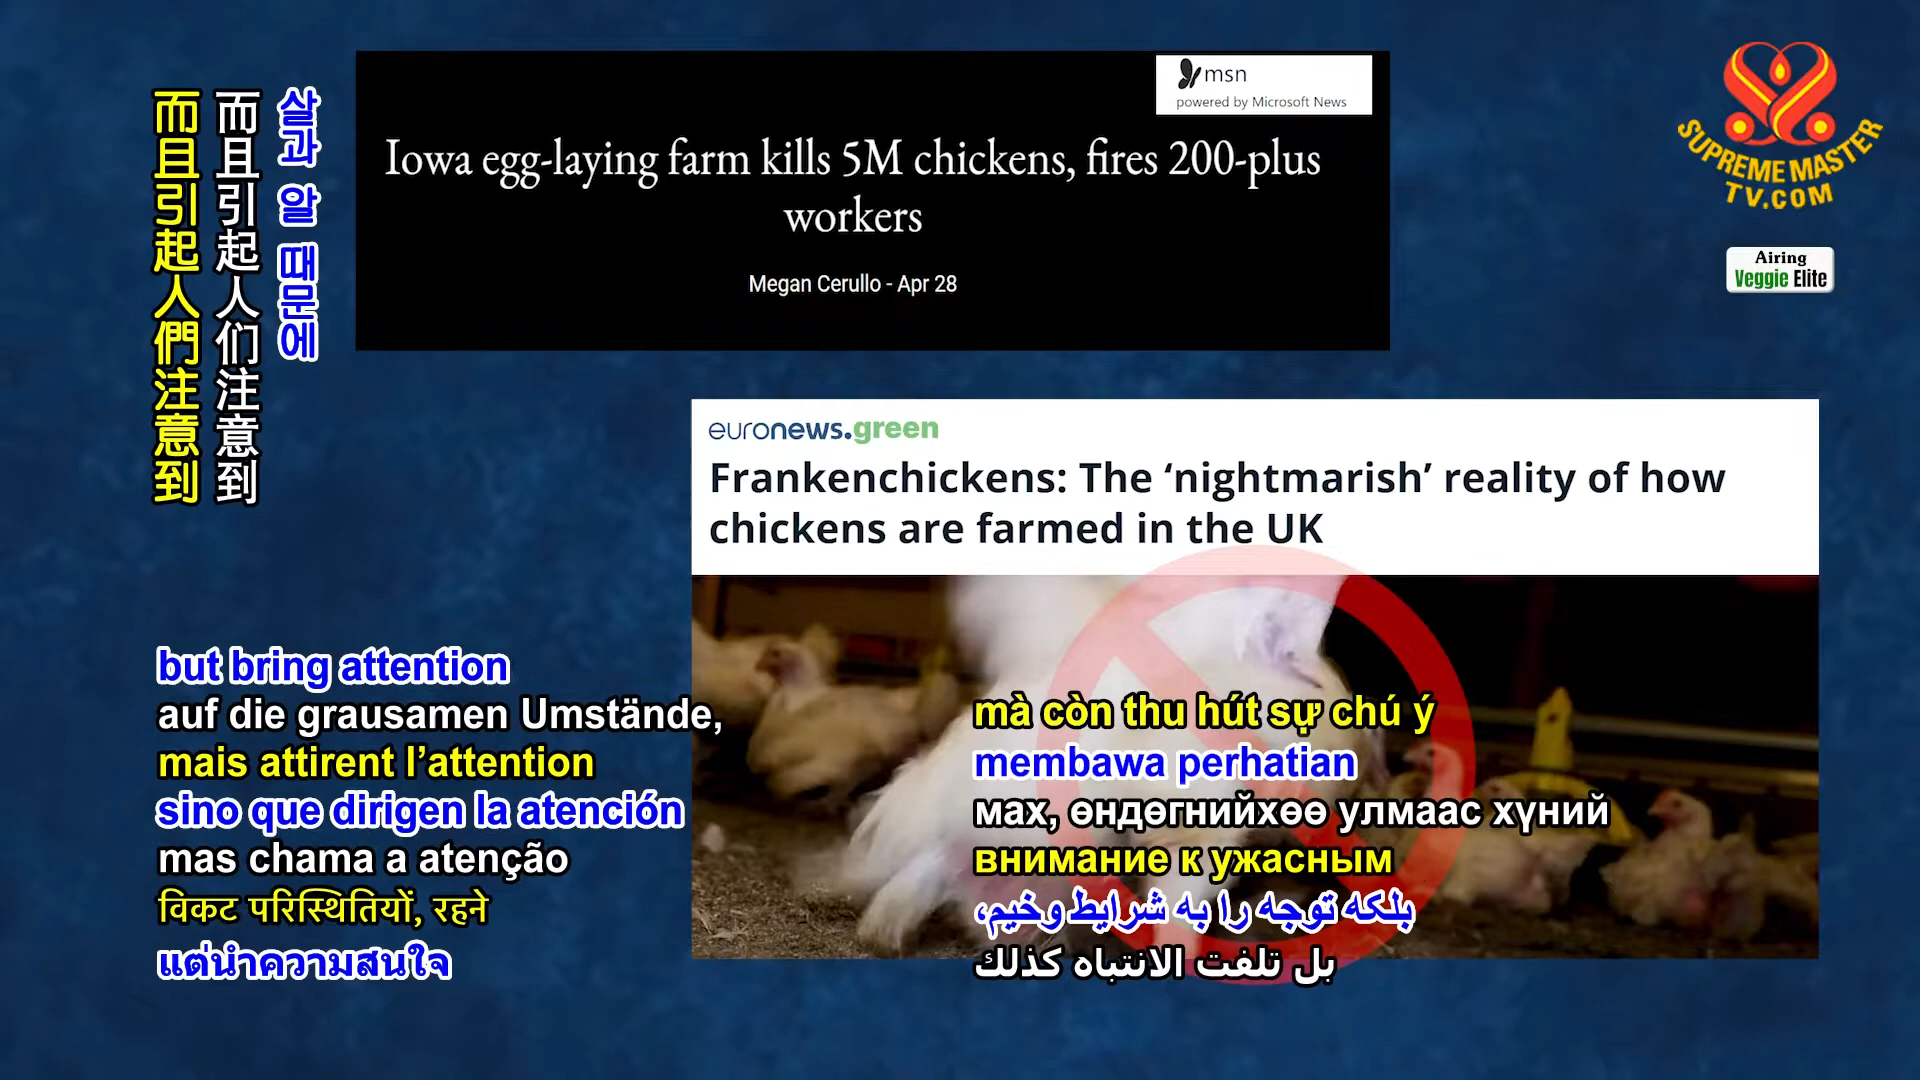 살과 알 때문에
而且引起人们注意到
而且引起人們注意到
msn
powered by Microsoft News
Iowa egg-laying farm kills 5M chickens, fires 200-plus
workers
Megan Cerullo - Apr 28
SUPREME MASTER
TV.COM
Airing
Veggie Elite
euronews.green
Frankenchickens: The ‘nightmarish’ reality of how
chickens are farmed in the UK
but bring attention
auf die grausamen Umstände,
mais attirent l’attention
sino que dirigen la atención
mas chama a atenção
विकट परिस्थितियों, रहने
แต่นำความสนใจ
mà còn thu hút sự chú ý
membawa perhatian
мах, өндөгнийхөө улмаас хүний
внимание к ужасным
بلکه توجه را به شرایط وخیم،
بل تلفت الانتباه كذلك